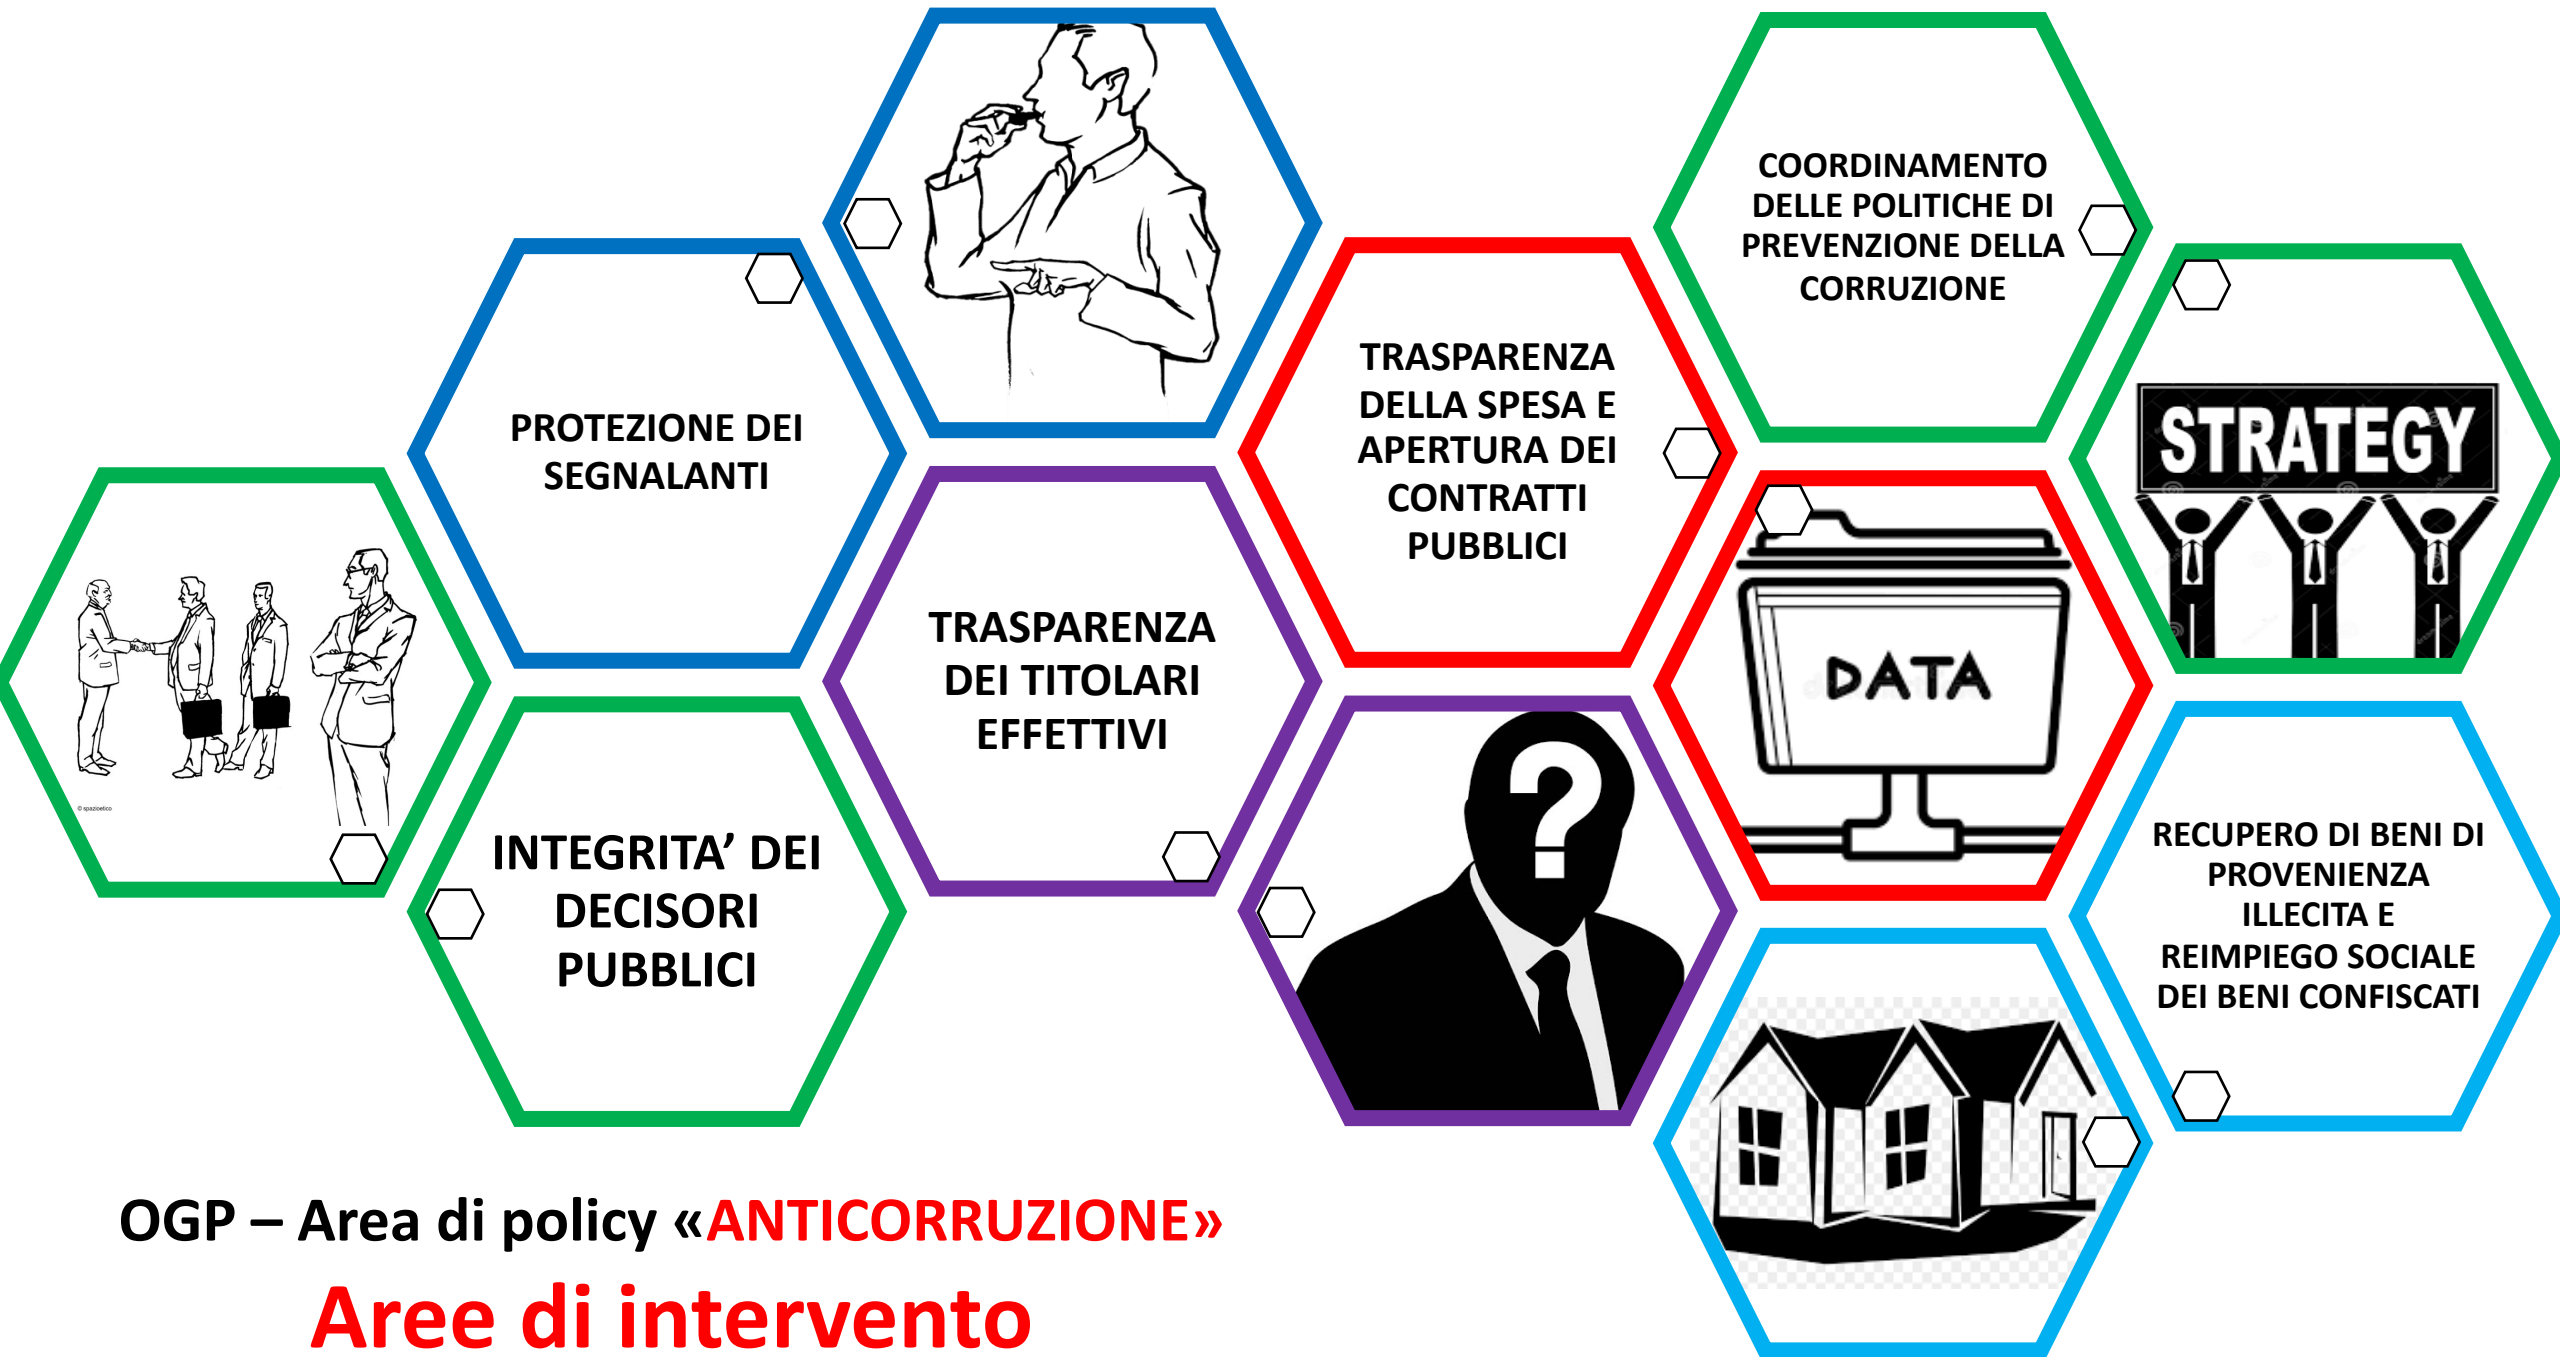 COORDINAMENTO
DELLE POLITICHE DI
PREVENZIONE DELLA
CORRUZIONE
TRASPARENZA
DELLA SPESA E
APERTURA DEI
CONTRATTI
PUBBLICI
PROTEZIONE DEI
SEGNALANTI
STRATEGY
TRASPARENZA
DEI TITOLARI
EFFETTIVI
DATA
© spazioetico
INTEGRITA’ DEI
DECISORI
PUBBLICI
?
RECUPERO DI BENI DI
PROVENIENZA
ILLECITA E
REIMPIEGO SOCIALE
DEI BENI CONFISCATI
OGP – Area di policy «ANTICORRUZIONE»
Aree di intervento